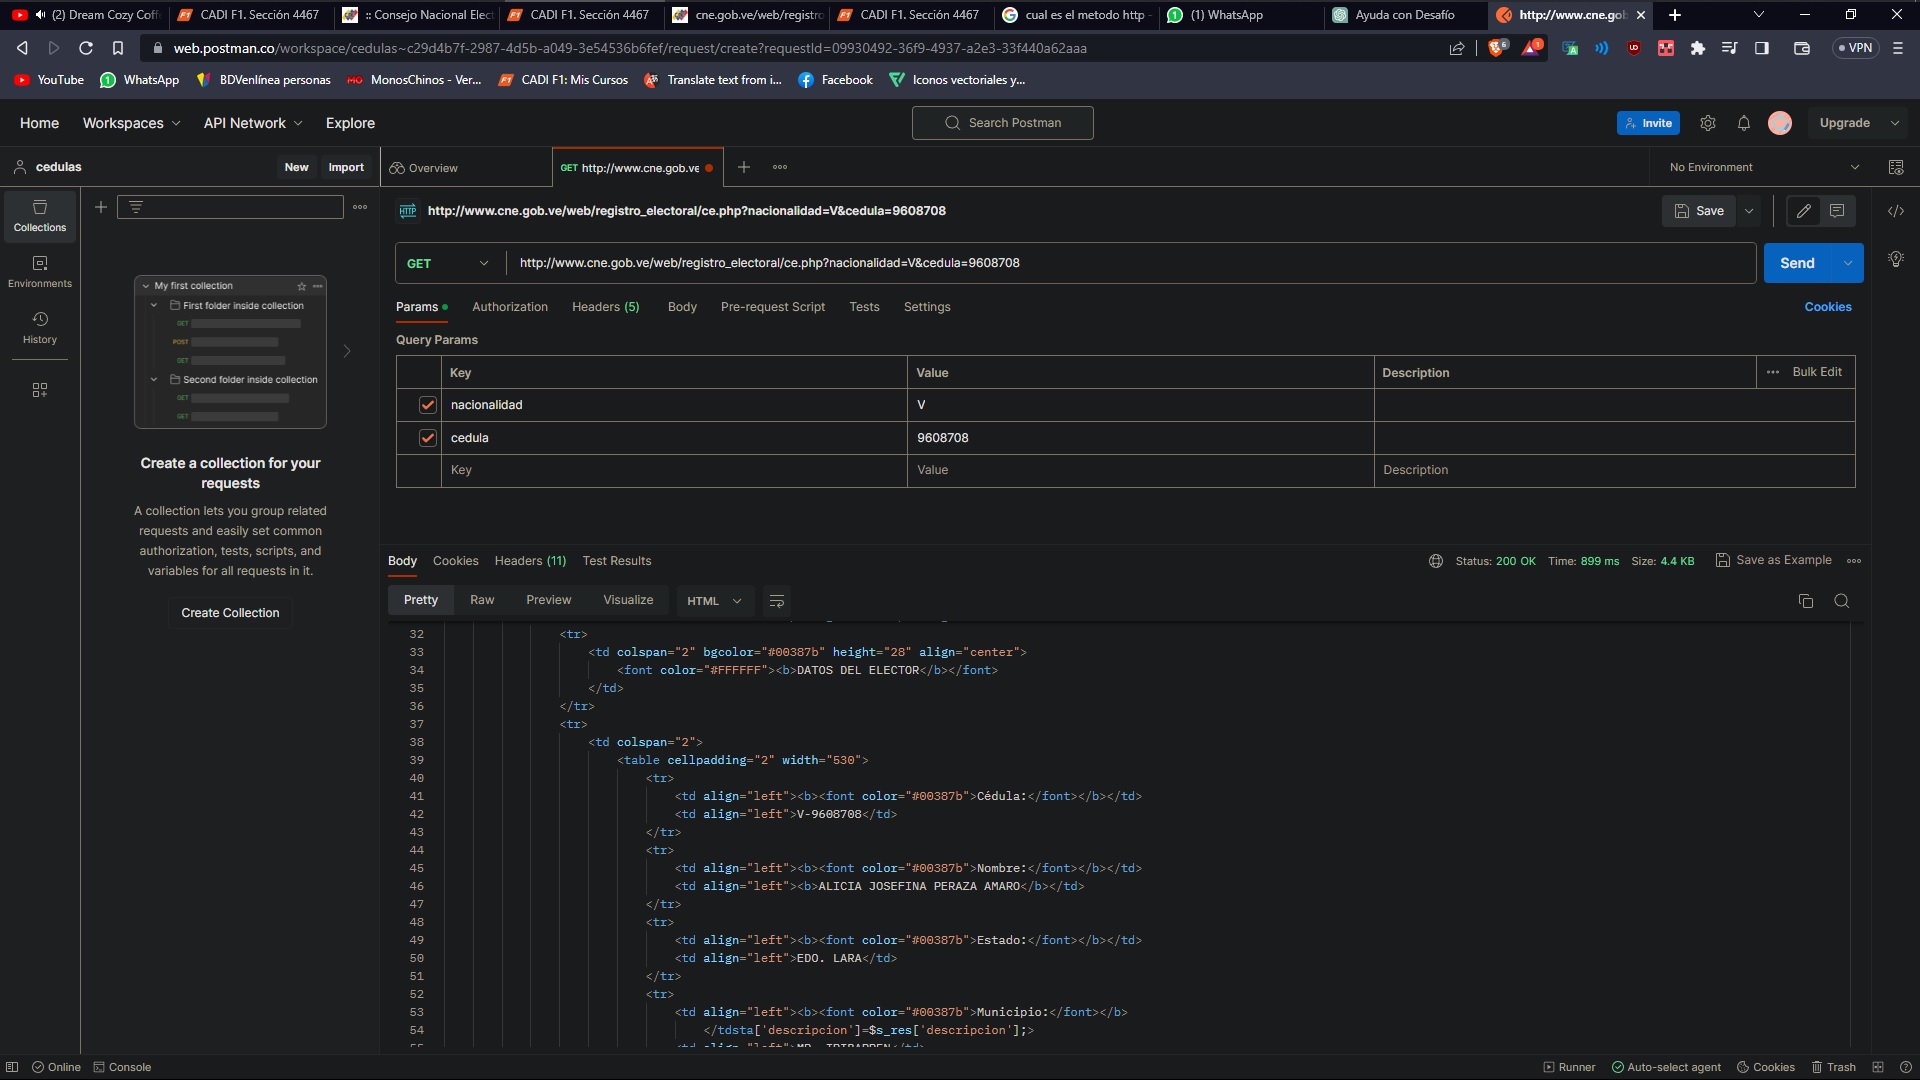 (2) Dream Cozy Coff
CADI F1. Sección 4467
:: Consejo Nacional Elect
CADI F1. Sección 4467
cne.gob.ve/web/registro
CADI F1. Sección 4467
cual es el metodo http -
(1) WhatsApp
Ayuda con Desafío
http://www.cne.gob
web.postman.co/workspace/cedulas~c29d4b7f-2987-4d5b-a049-3e54536b6fef/request/create?requestId=09930492-36f9-4937-a2e3-33f440a62aaa
VPN
YouTube
WhatsApp
BDVenlínea personas
MonosChinos - Ver...
CADI F1: Mis Cursos
Translate text from i...
Facebook
Iconos vectoriales y...
Home
Workspaces
API Network
Explore
Search Postman
Invite
Upgrade
cedulas
New
Import
Overview
GET http://www.cne.gob.ve
No Environment
Collections
Environments
History
My first collection
First folder inside collection
GET
POST
GET
Second folder inside collection
GET
GET
Create a collection for your
requests
A collection lets you group related
requests and easily set common
authorization, tests, scripts, and
variables for all requests in it.
Create Collection
HTTP http://www.cne.gob.ve/web/registro_electoral/ce.php?nacionalidad=V&cedula=9608708
Save
GET
http://www.cne.gob.ve/web/registro_electoral/ce.php?nacionalidad=V&cedula=9608708
Send
Params
Authorization
Headers (5)
Body
Pre-request Script
Tests
Settings
Cookies
Query Params
Key Value Description Bulk Edit
nacionalidad V
cedula 9608708
Key Value Description
Body
Cookies
Headers (11)
Test Results
Status: 200 OK
Time: 899 ms
Size: 4.4 KB
Save as Example
Pretty
Raw
Preview
Visualize
HTML
32 <tr>
33 <td colspan="2" bgcolor="#00387b" height="28" align="center">
34 <font color="#FFFFFF"><b>DATOS DEL ELECTOR</b></font>
35 </td>
36 </tr>
37 <tr>
38 <td colspan="2">
39 <table cellpadding="2" width="530">
40 <tr>
41 <td align="left"><b><font color="#00387b">Cédula:</font></b></td>
42 <td align="left">V-9608708</td>
43 </tr>
44 <tr>
45 <td align="left"><b><font color="#00387b">Nombre:</font></b></td>
46 <td align="left"><b>ALICIA JOSEFINA PERAZA AMARO</b></td>
47 </tr>
48 <tr>
49 <td align="left"><b><font color="#00387b">Estado:</font></b></td>
50 <td align="left">EDO. LARA</td>
51 </tr>
52 <tr>
53 <td align="left"><b><font color="#00387b">Municipio:</font></b>
54 </tdsta['descripcion']=$s_res['descripcion'];>
55 <td align="left">MP. IRIBARREN</td>
Online
Console
Runner
Auto-select agent
Cookies
Trash